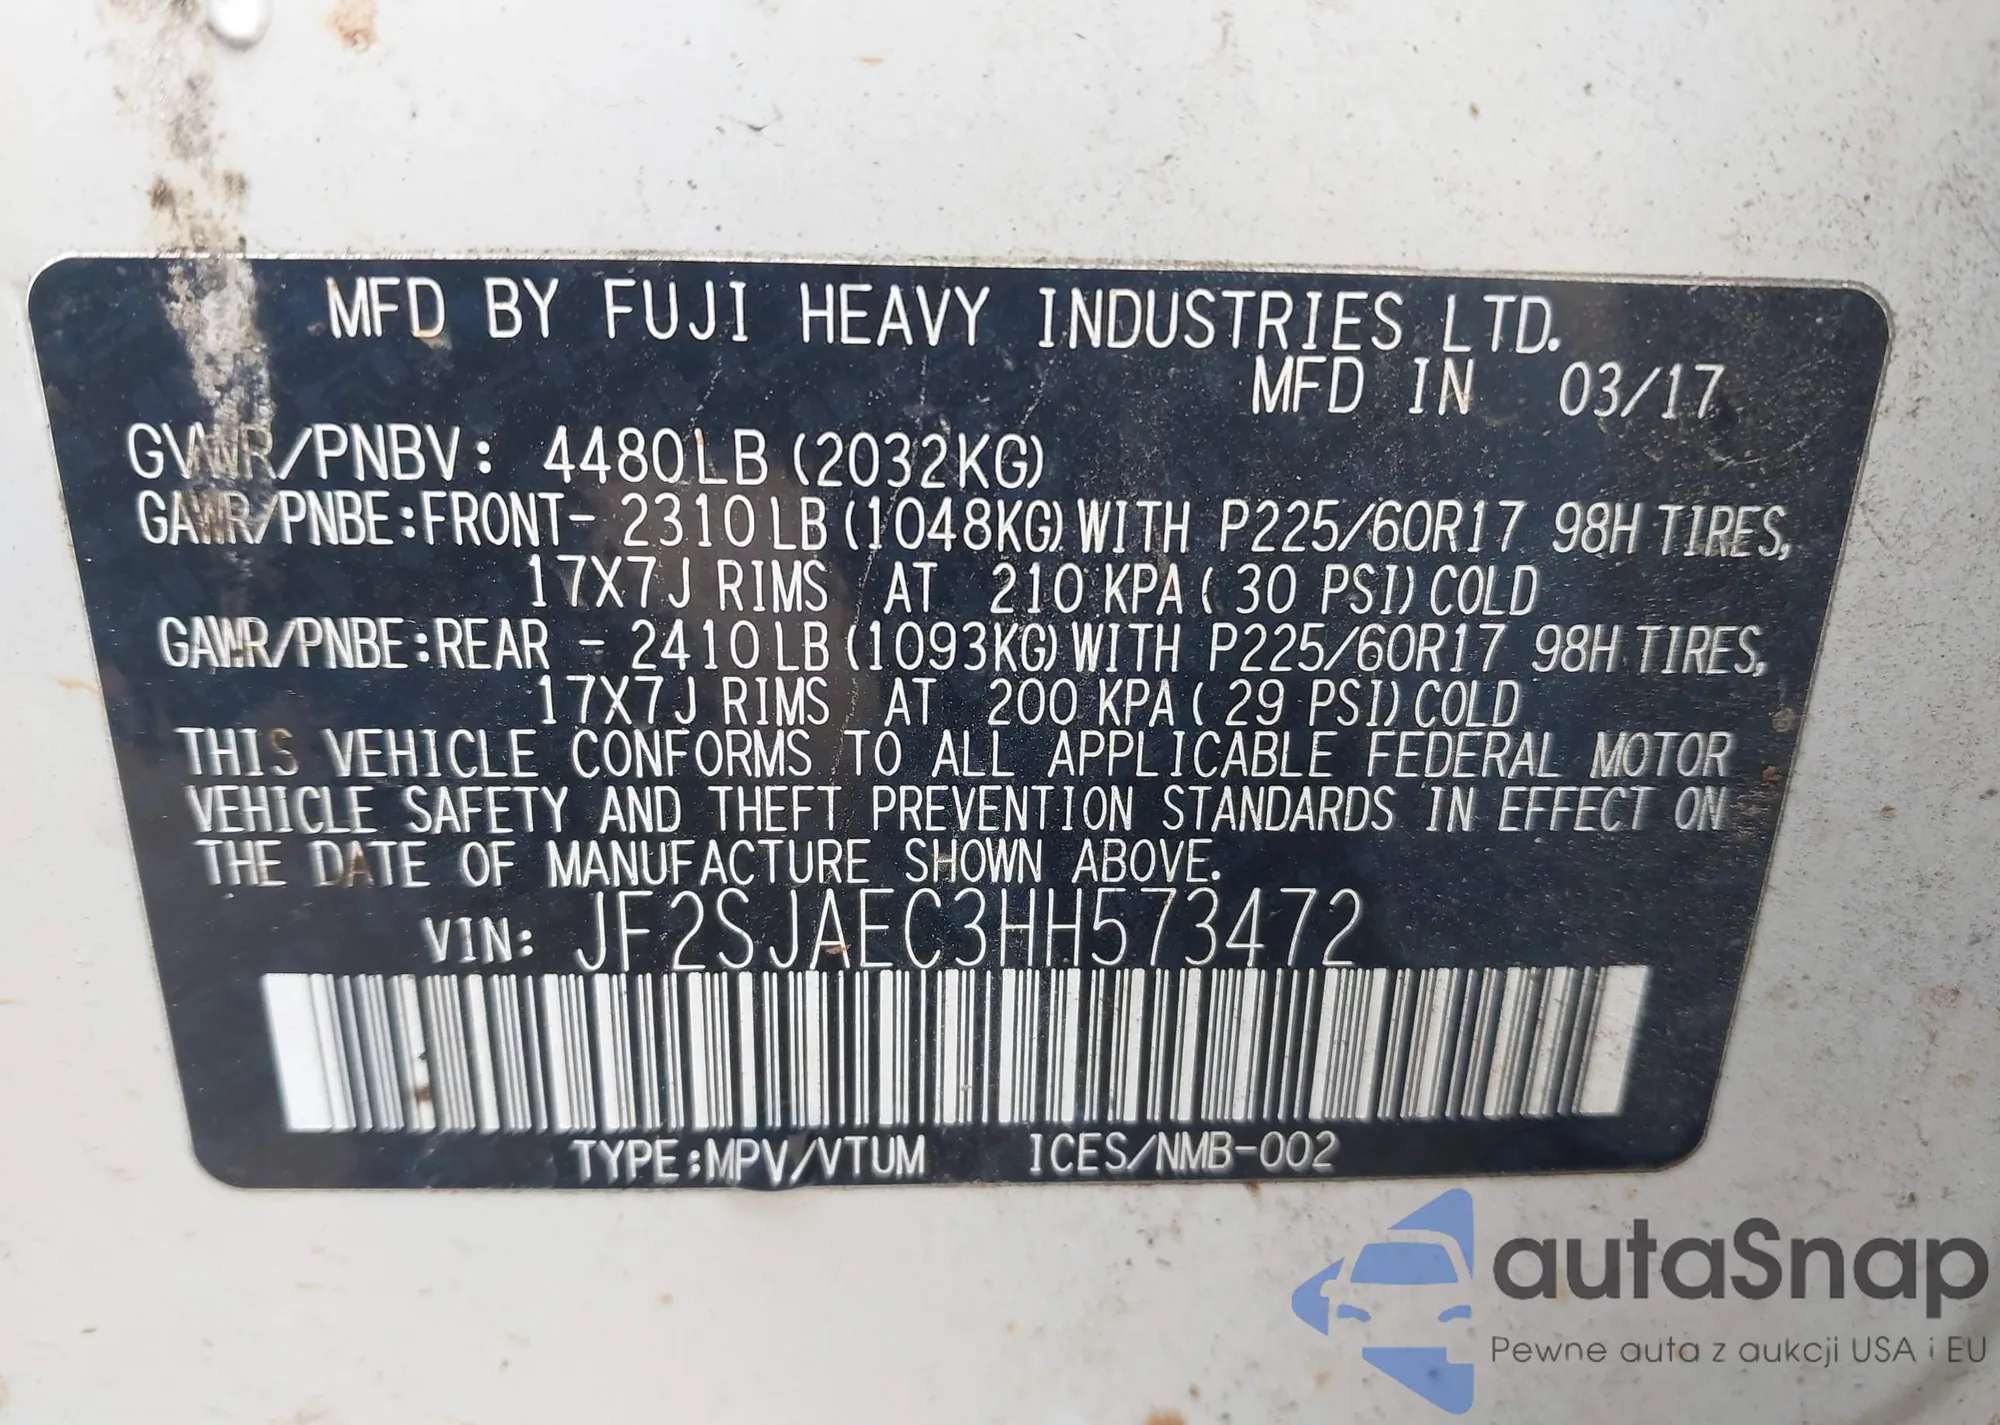 MFD BY FUJI HEAVY INDUSTRIES LTD.
MFD IN 03/17
GVWR/PNBV: 4480LB (2032KG)
GAWR/PNBE:FRONT- 2310LB (1048KG) WITH P225/60R17 98H TIRES,
17X7J RIMS AT 210 KPA ( 30 PSI) COLD
GAWR/PNBE:REAR - 2410LB (1093KG) WITH P225/60R17 98H TIRES,
17X7J RIMS AT 200 KPA ( 29 PSI) COLD
THIS VEHICLE CONFORMS TO ALL APPLICABLE FEDERAL MOTOR
VEHICLE SAFETY AND THEFT PREVENTION STANDARDS IN EFFECT ON
THE DATE OF MANUFACTURE SHOWN ABOVE.
VIN: JF2SJAEC3HH573472
TYPE:MPV/VTUM ICES/NMB-002
autaSnap
Pewne auta z aukcji USA i EU